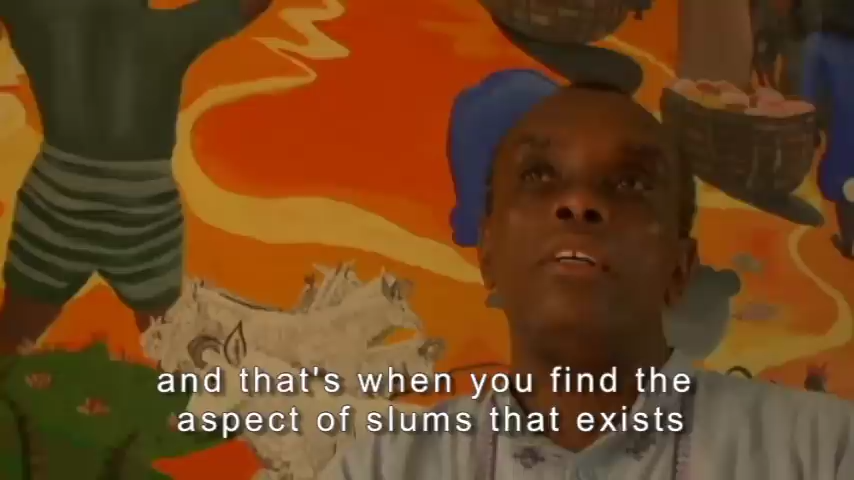 and that's when you find the
aspect of slums that exists